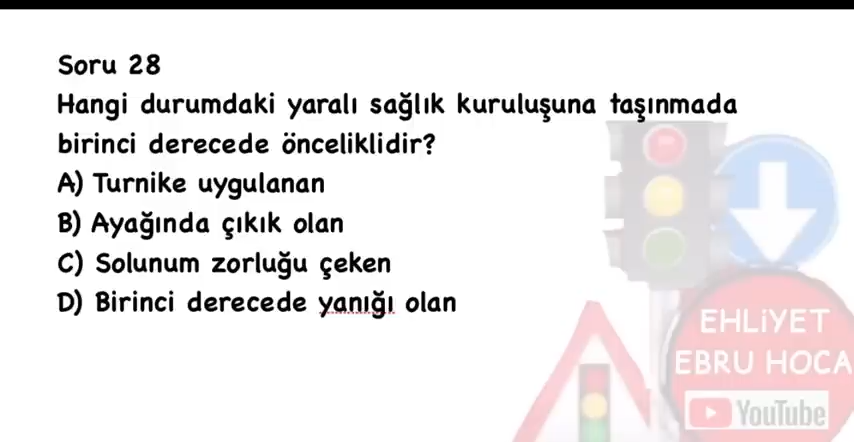 Soru 28
Hangi durumdaki yaralı sağlık kuruluşuna taşınmada
birinci derecede önceliklidir?
A) Turnike uygulanan
B) Ayağında çıkık olan
C) Solunum zorluğu çeken
D) Birinci derecede yanığı olan
EHLİYET
EBRU HOCA
YouTube